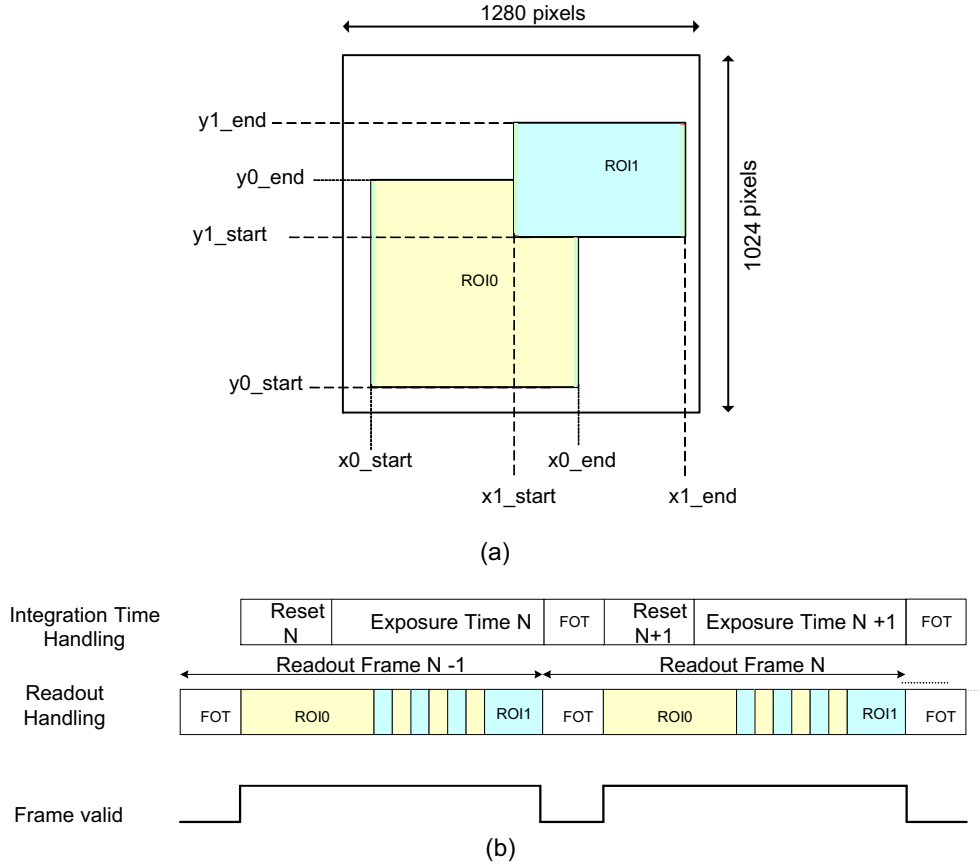 1280 pixels
y1_end
ROI1
y0_end
1024 pixels
y1_start
ROI0
y0_start
x0_start
x0_end
x1_start
x1_end
(a)
Integration Time
Handling
Reset
N
Exposure Time N
FOT
Reset
N+1
Exposure Time N +1
FOT
Readout Frame N -1
Readout Frame N
Readout
Handling
FOT
ROI0
ROI1
FOT
ROI0
ROI1
FOT
Frame valid
(b)